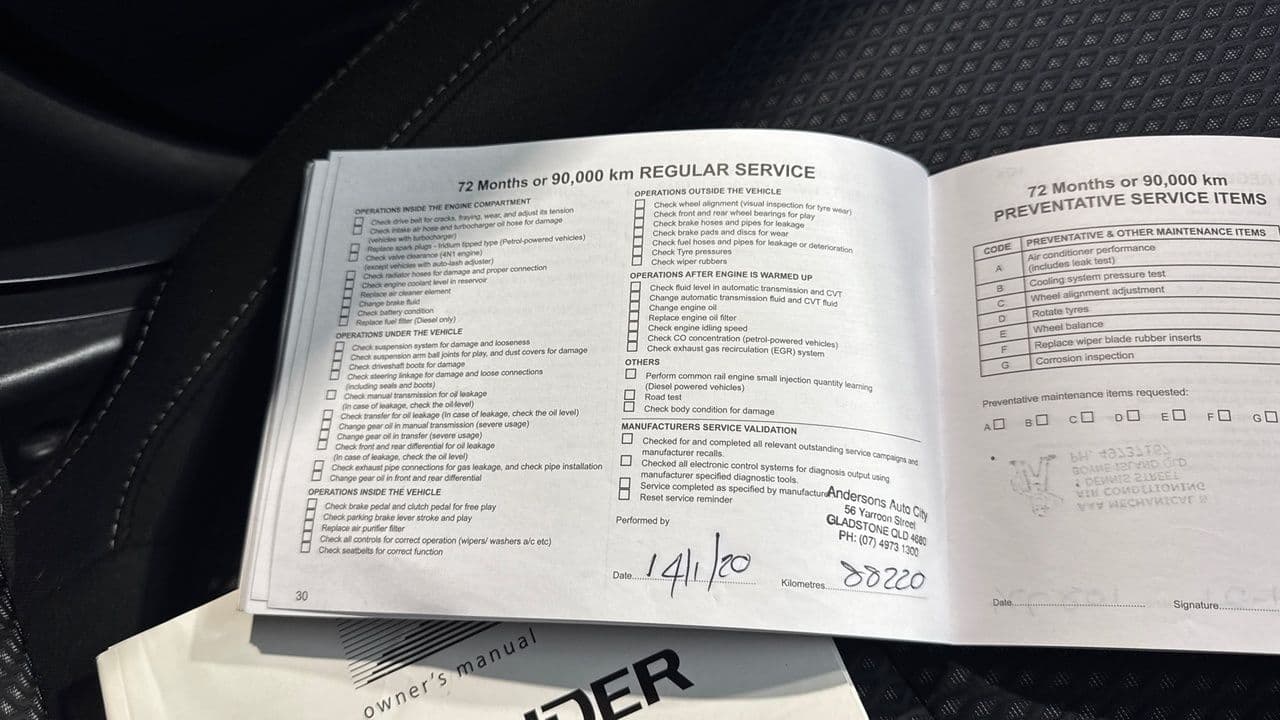 72 Months or 90,000 km REGULAR SERVICE
OPERATIONS INSIDE THE ENGINE COMPARTMENT
Check drive belt for cracks, fraying, wear, and adjust its tension
Check intake air hose and turbocharger oil hose for damage
(vehicles with turbocharger)
Replace spark plugs - Iridium tipped type (Petrol-powered vehicles)
Check valve clearance (4N1 engine)
(except vehicles with auto-lash adjuster)
Check radiator hoses for damage and proper connection
Check engine coolant level in reservoir
Replace air cleaner element
Change brake fluid
Check battery condition
Replace fuel filter (Diesel only)
OPERATIONS UNDER THE VEHICLE
Check suspension system for damage and looseness
Check suspension arm ball joints for play, and dust covers for damage
Check driveshaft boots for damage
Check steering linkage for damage and loose connections
(including seals and boots)
Check manual transmission for oil leakage
(In case of leakage, check the oil level)
Check transfer for oil leakage (In case of leakage, check the oil level)
Change gear oil in manual transmission (severe usage)
Change gear oil in transfer (severe usage)
Check front and rear differential for oil leakage
(In case of leakage, check the oil level)
Check exhaust pipe connections for gas leakage, and check pipe installation
Change gear oil in front and rear differential
OPERATIONS INSIDE THE VEHICLE
Check brake pedal and clutch pedal for free play
Check parking brake lever stroke and play
Replace air purifier filter
Check all controls for correct operation (wipers/ washers a/c etc)
Check seatbelts for correct function
30
OPERATIONS OUTSIDE THE VEHICLE
Check wheel alignment (visual inspection for tyre wear)
Check front and rear wheel bearings for play
Check brake hoses and pipes for leakage
Check brake pads and discs for wear
Check fuel hoses and pipes for leakage or deterioration
Check Tyre pressures
Check wiper rubbers
OPERATIONS AFTER ENGINE IS WARMED UP
Check fluid level in automatic transmission and CVT
Change automatic transmission fluid and CVT fluid
Change engine oil
Replace engine oil filter
Check engine idling speed
Check CO concentration (petrol-powered vehicles)
Check exhaust gas recirculation (EGR) system
OTHERS
Perform common rail engine small injection quantity learning
(Diesel powered vehicles)
Road test
Check body condition for damage
MANUFACTURERS SERVICE VALIDATION
Checked for and completed all relevant outstanding service campaigns and
manufacturer recalls.
Checked all electronic control systems for diagnosis output using
manufacturer specified diagnostic tools.
Service completed as specified by manufacturer
Reset service reminder
Performed by
Andersons Auto City
56 Yarroon Street
GLADSTONE QLD 4680
PH: (07) 4973 1300
Date 14/1/20
Kilometres 88220
72 Months or 90,000 km
PREVENTATIVE SERVICE ITEMS
CODE PREVENTATIVE & OTHER MAINTENANCE ITEMS
A Air conditioner performance
(includes leak test)
B Cooling system pressure test
C Wheel alignment adjustment
D Rotate tyres
E Wheel balance
F Replace wiper blade rubber inserts
G Corrosion inspection
Preventative maintenance items requested:
A B C D E F G
Date
Signature
owner's manual
DER